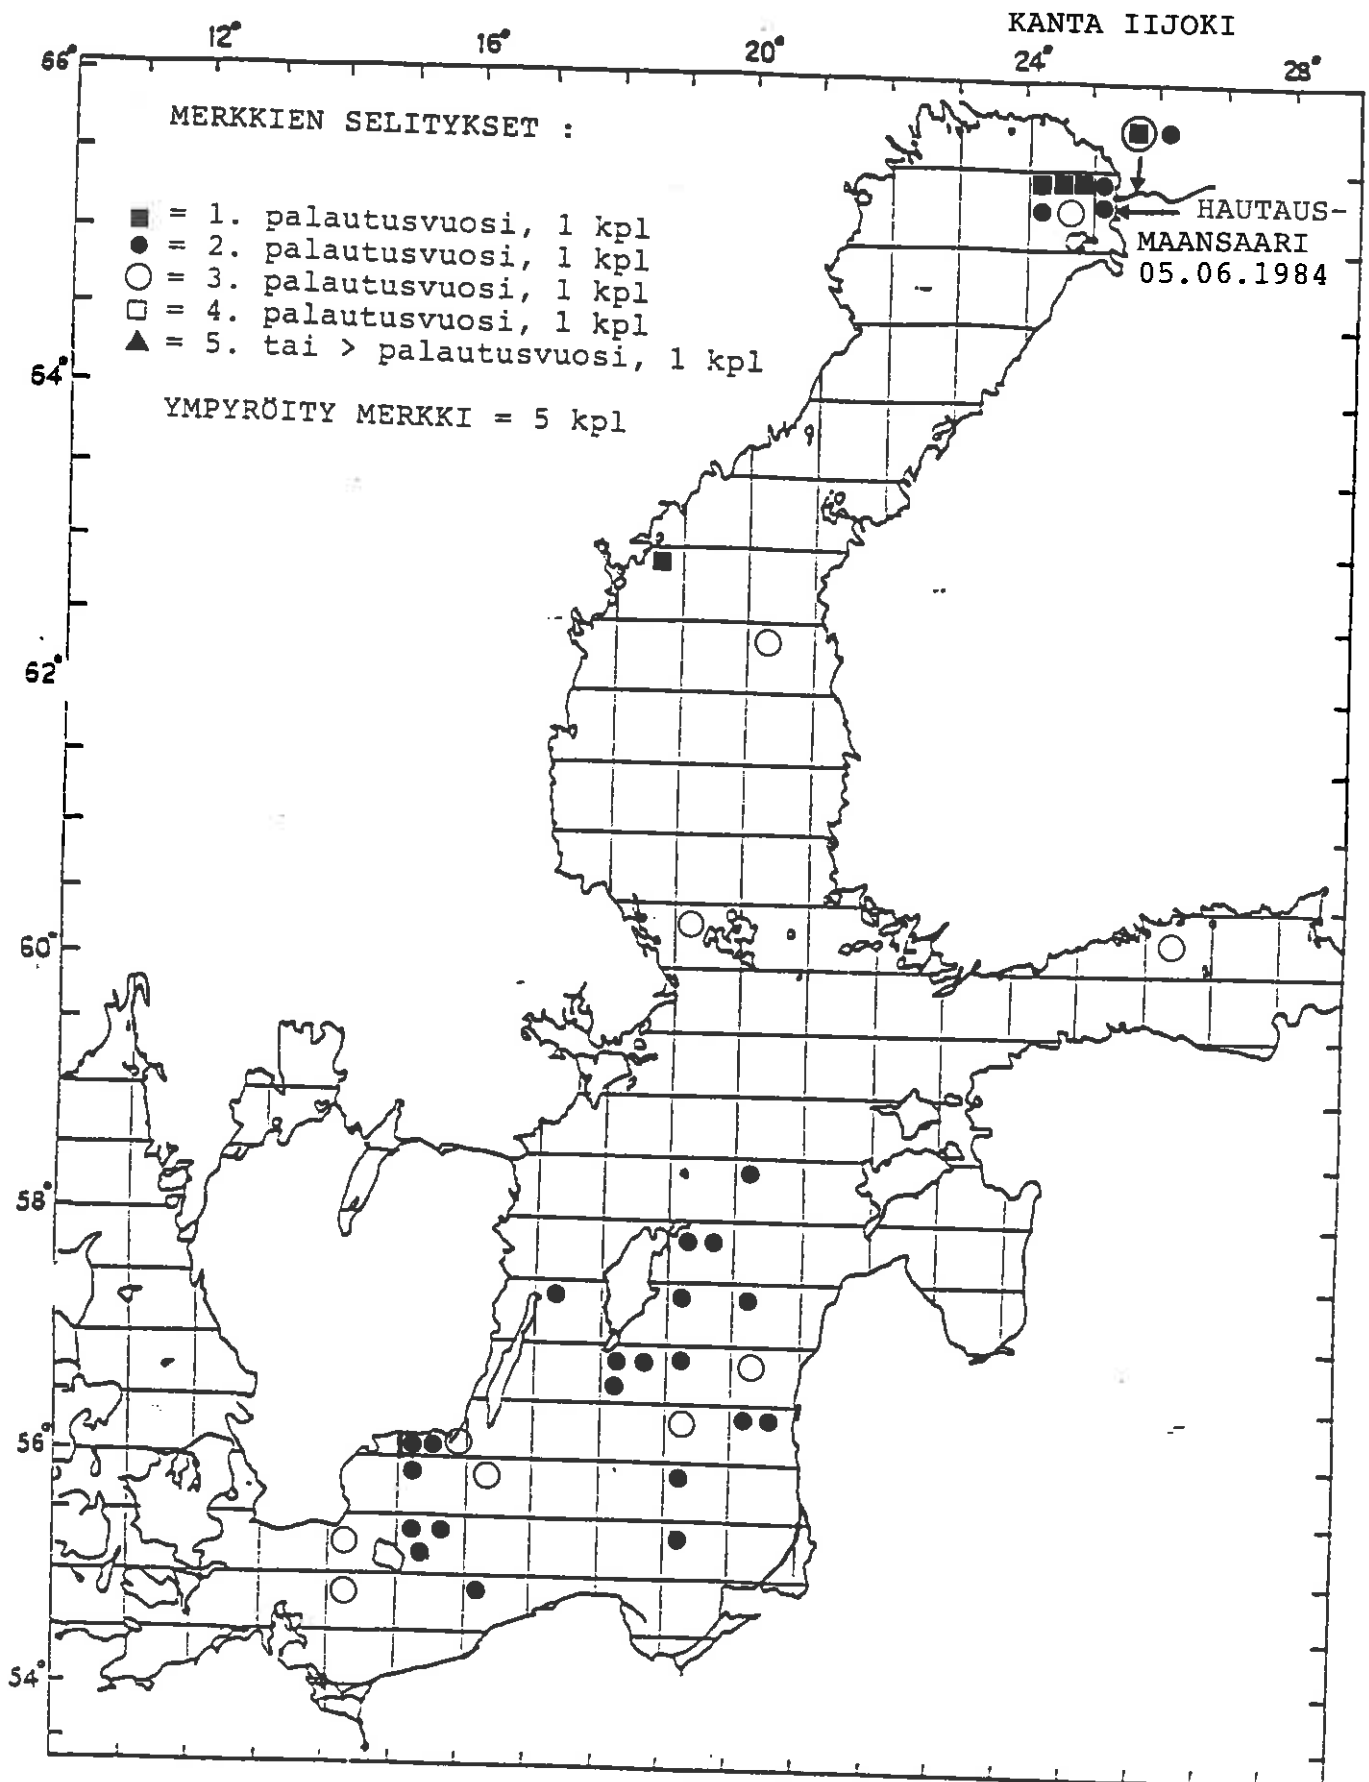 KANTA IIJOKI
12° 16° 20° 24° 28°
66°
MERKKIEN SELITYKSET :
■ = 1. palautusvuosi, 1 kpl
● = 2. palautusvuosi, 1 kpl
○ = 3. palautusvuosi, 1 kpl
□ = 4. palautusvuosi, 1 kpl
▲ = 5. tai > palautusvuosi, 1 kpl
YMPYRÖITY MERKKI = 5 kpl
HAUTAUS-
MAANSAARI
05.06.1984
64°
62°
60°
58°
56°
54°